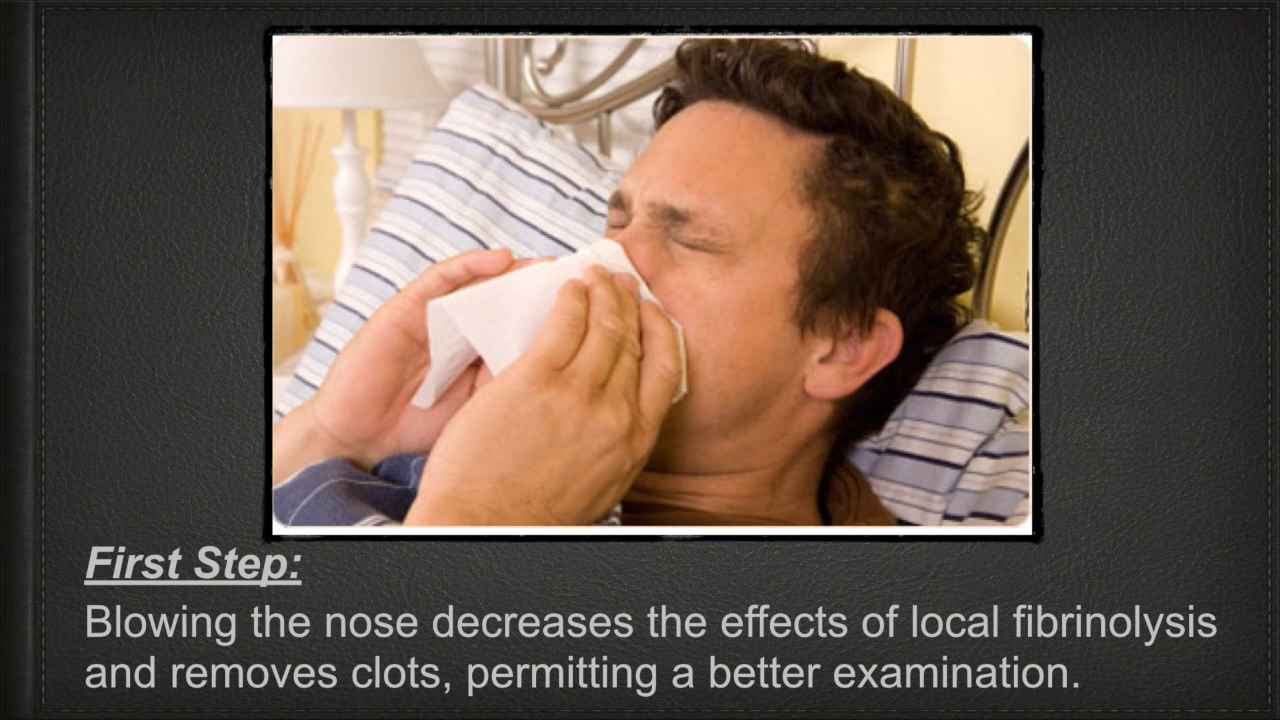 First Step:
Blowing the nose decreases the effects of local fibrinolysis
and removes clots, permitting a better examination.